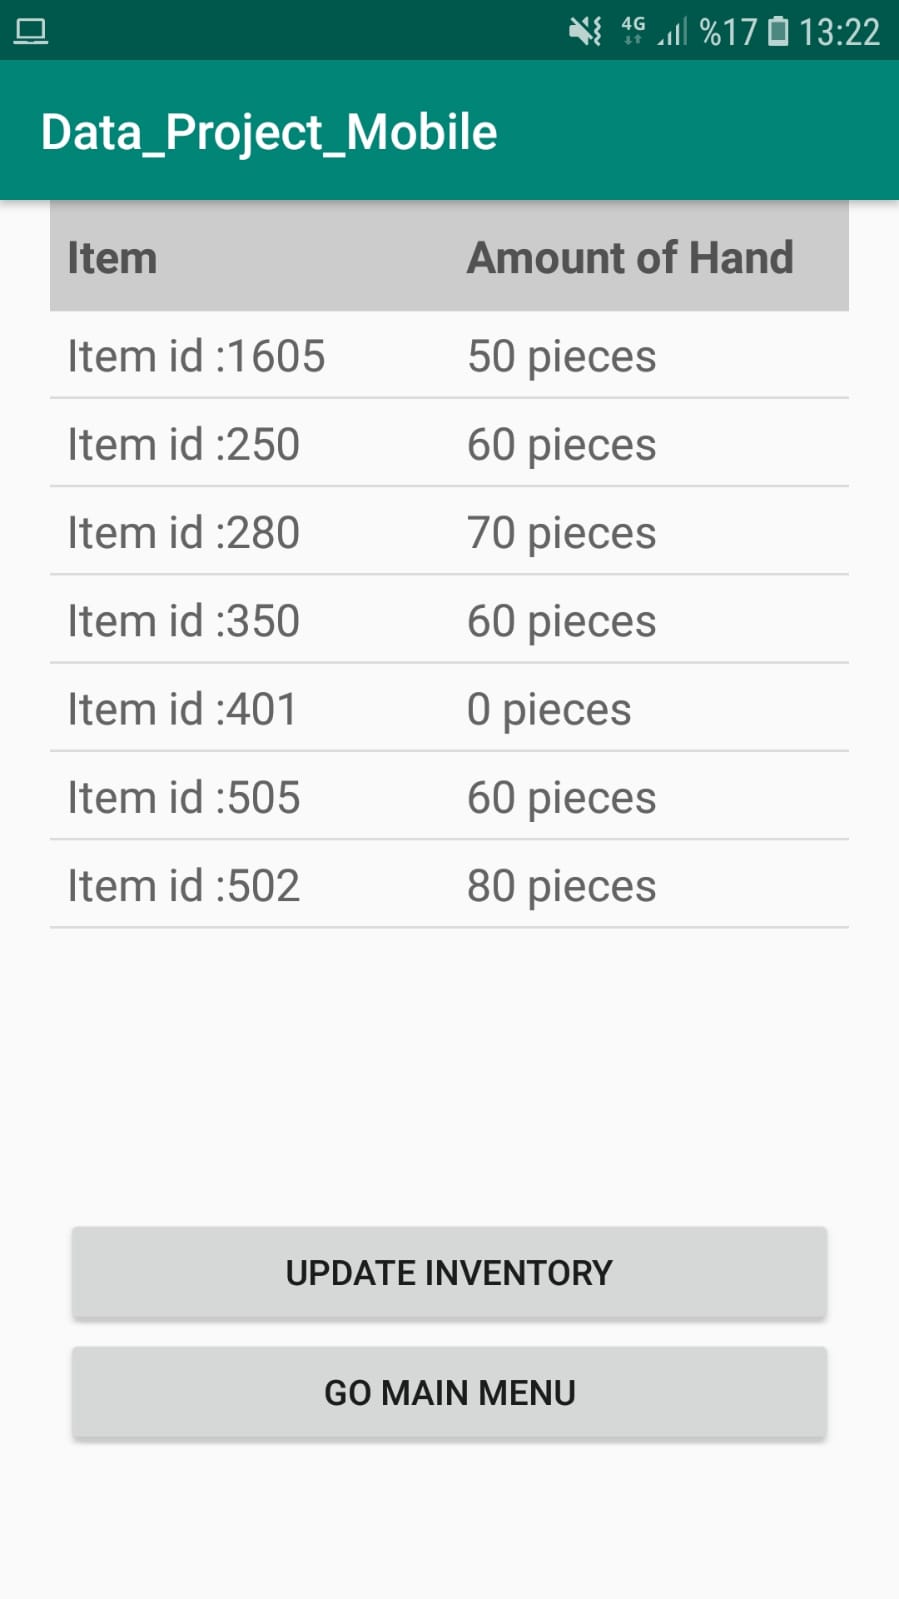 4G %17 13:22
Data_Project_Mobile
Item Amount of Hand
Item id :1605 50 pieces
Item id :250 60 pieces
Item id :280 70 pieces
Item id :350 60 pieces
Item id :401 0 pieces
Item id :505 60 pieces
Item id :502 80 pieces
UPDATE INVENTORY
GO MAIN MENU